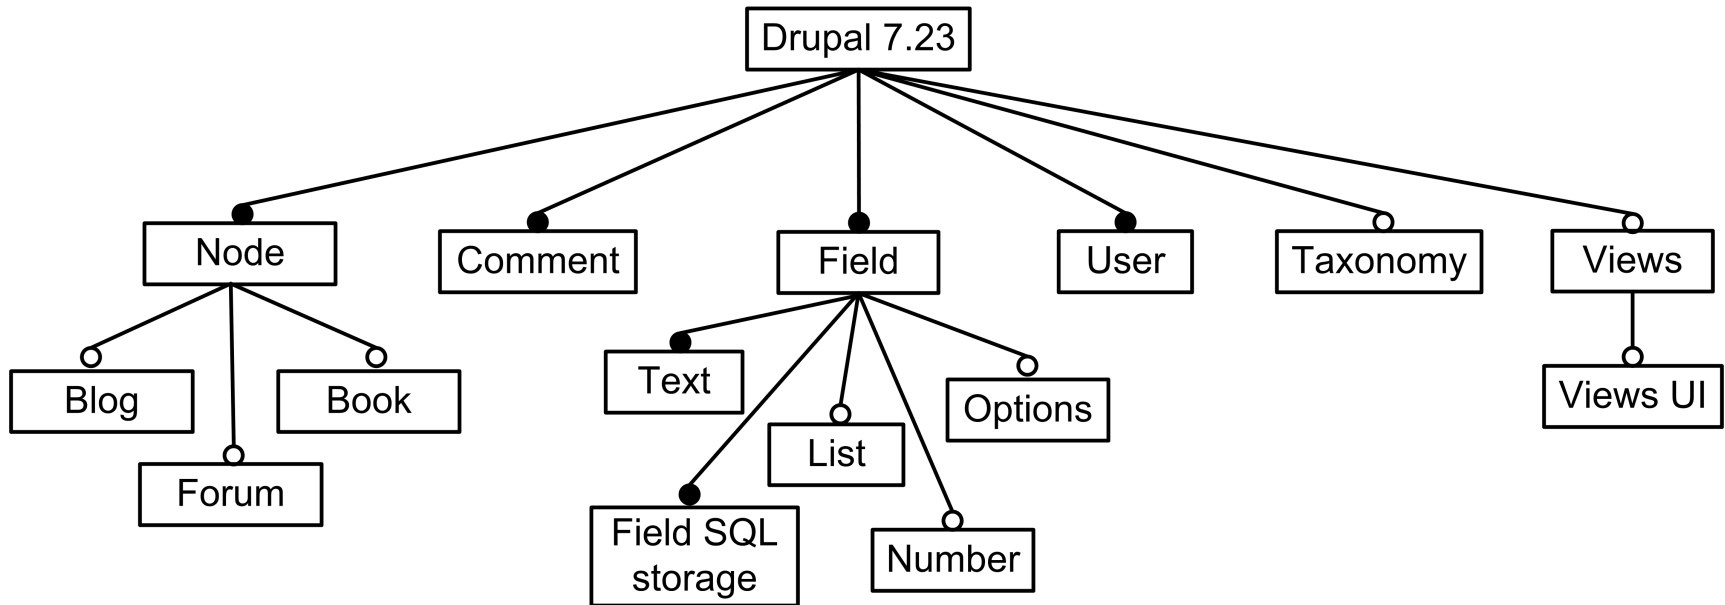 Drupal 7.23
Node
Comment
Field
User
Taxonomy
Views
Blog
Book
Forum
Text
Options
List
Field SQL
storage
Number
Views UI